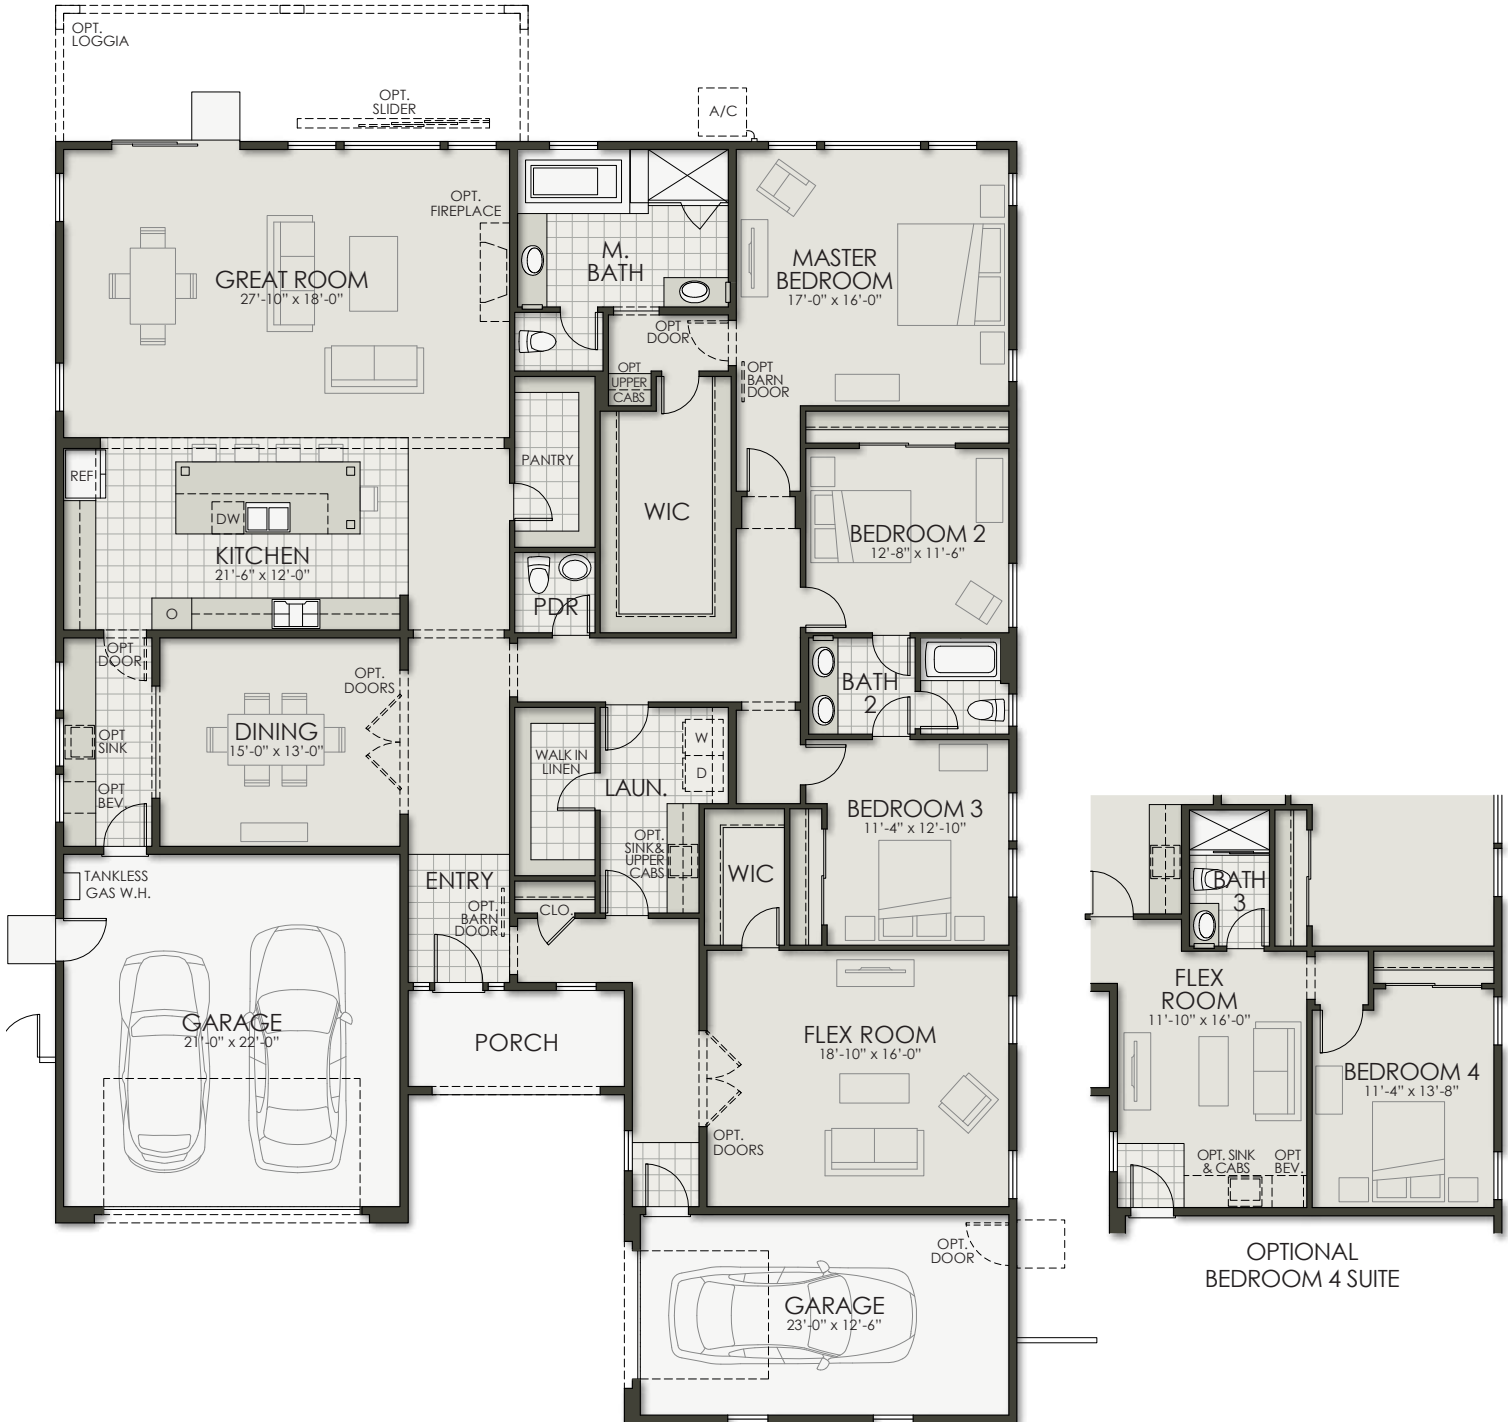 OPT.
LOGGIA
OPT.
SLIDER
A/C
OPT.
FIREPLACE
GREAT ROOM
27'-10" x 18'-0"
M.
BATH
MASTER
BEDROOM
17'-0" x 16'-0"
OPT
DOOR
OPT
UPPER
CABS
OPT
BARN
DOOR
REF
DW
KITCHEN
21'-6" x 12'-0"
O
PANTRY
WIC
BEDROOM 2
12'-8" x 11'-6"
PDR
OPT
DOOR
OPT.
DOORS
DINING
15'-0" x 13'-0"
OPT
SINK
OPT
BEV.
BATH
2
WALK IN
LINEN
W
D
LAUN.
OPT.
SINK&
UPPER
CABS
BEDROOM 3
11'-4" x 12'-10"
WIC
TANKLESS
GAS W.H.
ENTRY
OPT.
BARN
DOOR
CLO.
GARAGE
21'-0" x 22'-0"
PORCH
FLEX ROOM
18'-10" x 16'-0"
OPT.
DOORS
OPT.
DOOR
GARAGE
23'-0" x 12'-6"
BATH
3
FLEX
ROOM
11'-10" x 16'-0"
BEDROOM 4
11'-4" x 13'-8"
OPT. SINK
& CABS
OPT
BEV.
OPTIONAL
BEDROOM 4 SUITE